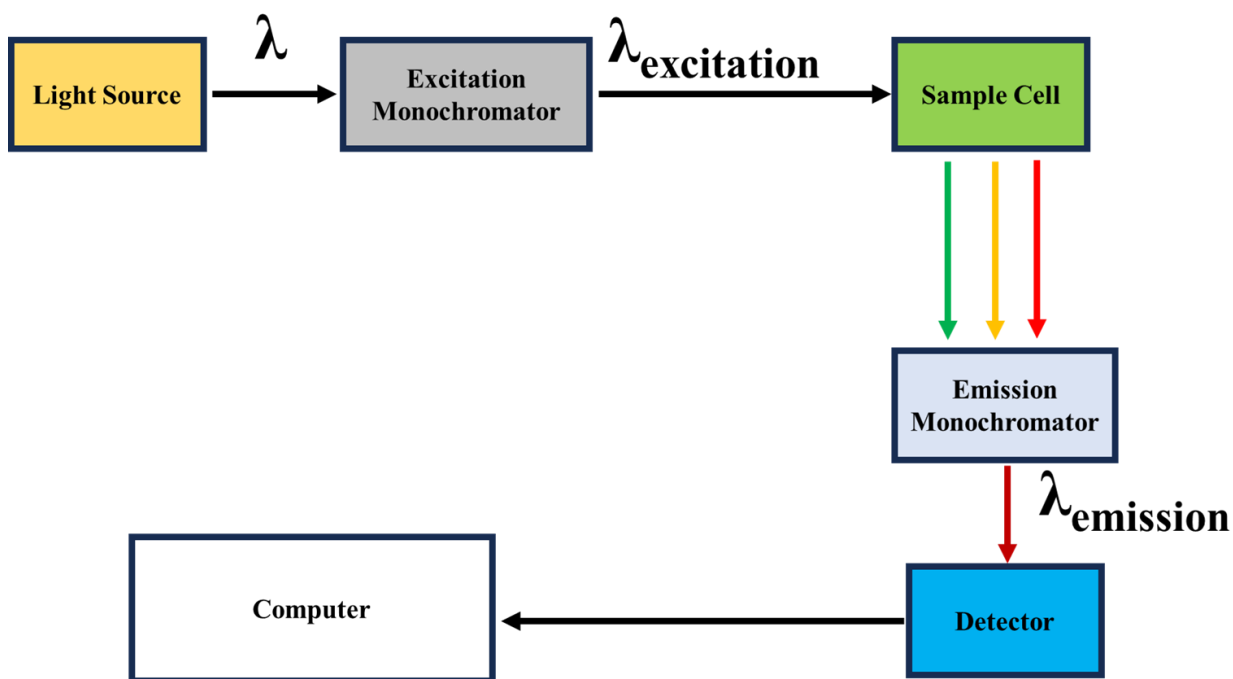 Light Source
λ
Excitation
Monochromator
λexcitation
Sample Cell
Emission
Monochromator
λemission
Computer
Detector